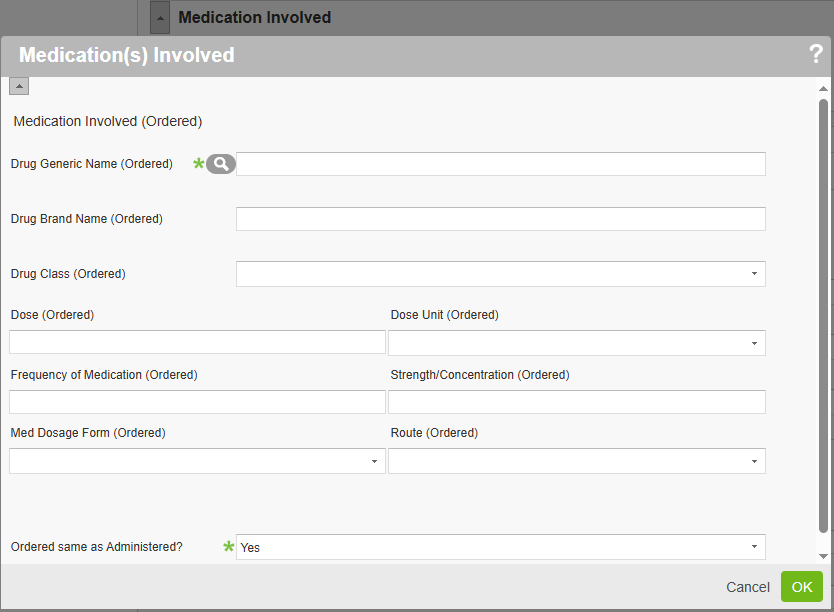 Medication Involved
Medication(s) Involved ?
Medication Involved (Ordered)
Drug Generic Name (Ordered) *
Drug Brand Name (Ordered)
Drug Class (Ordered)
Dose (Ordered) Dose Unit (Ordered)
Frequency of Medication (Ordered) Strength/Concentration (Ordered)
Med Dosage Form (Ordered) Route (Ordered)
Ordered same as Administered? * Yes
Cancel OK